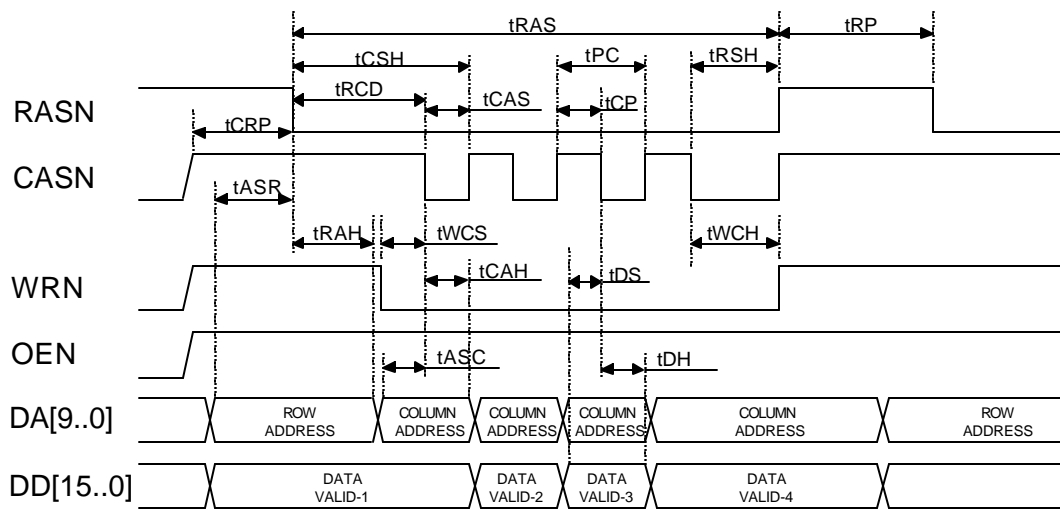 tRAS
tRP
tCSH
tPC
tRSH
RASN
tRCD
tCAS
tCP
tCRP
CASN
tASR
tRAH
tWCS
tWCH
WRN
tCAH
tDS
OEN
tASC
tDH
DA[9..0]
ROW
ADDRESS
COLUMN
ADDRESS
COLUMN
ADDRESS
COLUMN
ADDRESS
COLUMN
ADDRESS
ROW
ADDRESS
DD[15..0]
DATA
VALID-1
DATA
VALID-2
DATA
VALID-3
DATA
VALID-4